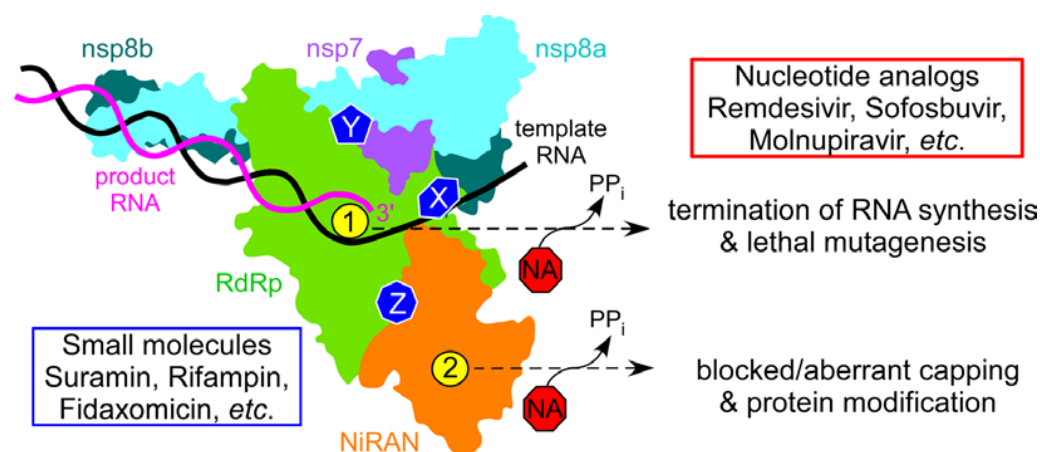 nsp8b
nsp7
nsp8a
Nucleotide analogs
Remdesivir, Sofosbuvir,
Molnupiravir, etc.
Y
template
RNA
product
RNA
X
PPi
1
3'
termination of RNA synthesis
& lethal mutagenesis
NA
RdRp
Z
PPi
Small molecules
Suramin, Rifampin,
Fidaxomicin, etc.
2
blocked/aberrant capping
& protein modification
NA
NiRAN